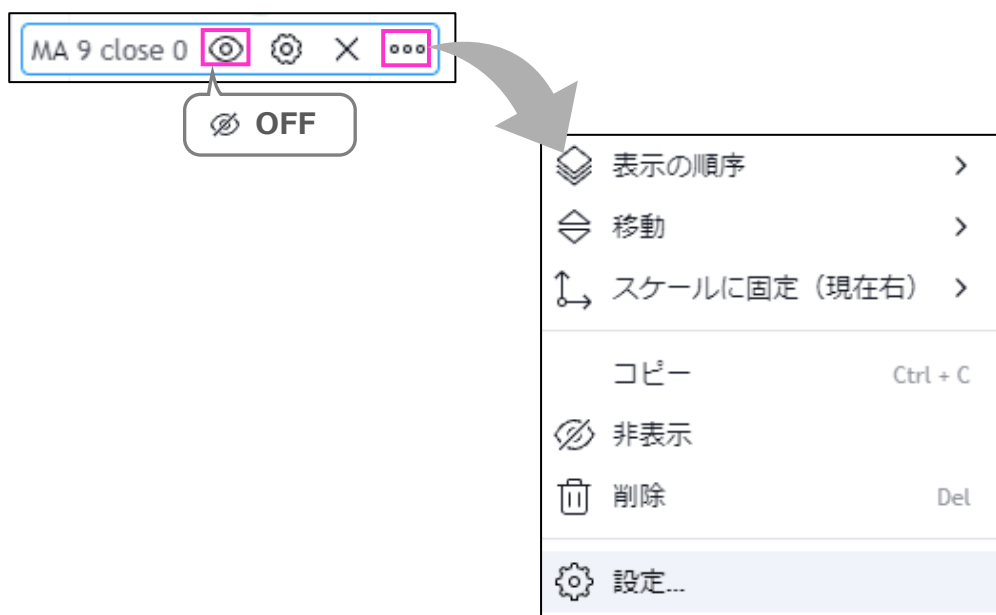 MA 9 close 0
OFF
表示の順序
移動
スケールに固定（現在右）
コピー Ctrl + C
非表示
削除 Del
設定...